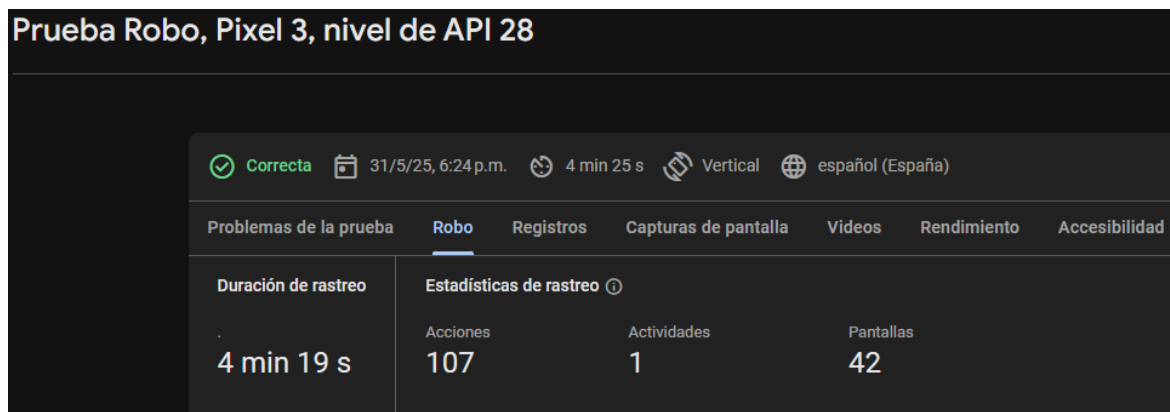 Prueba Robo, Pixel 3, nivel de API 28
Correcta 31/5/25, 6:24 p.m. 4 min 25 s Vertical español (España)
Problemas de la prueba Robo Registros Capturas de pantalla Videos Rendimiento Accesibilidad
Duración de rastreo Estadísticas de rastreo
. Acciones Actividades Pantallas
4 min 19 s 107 1 42